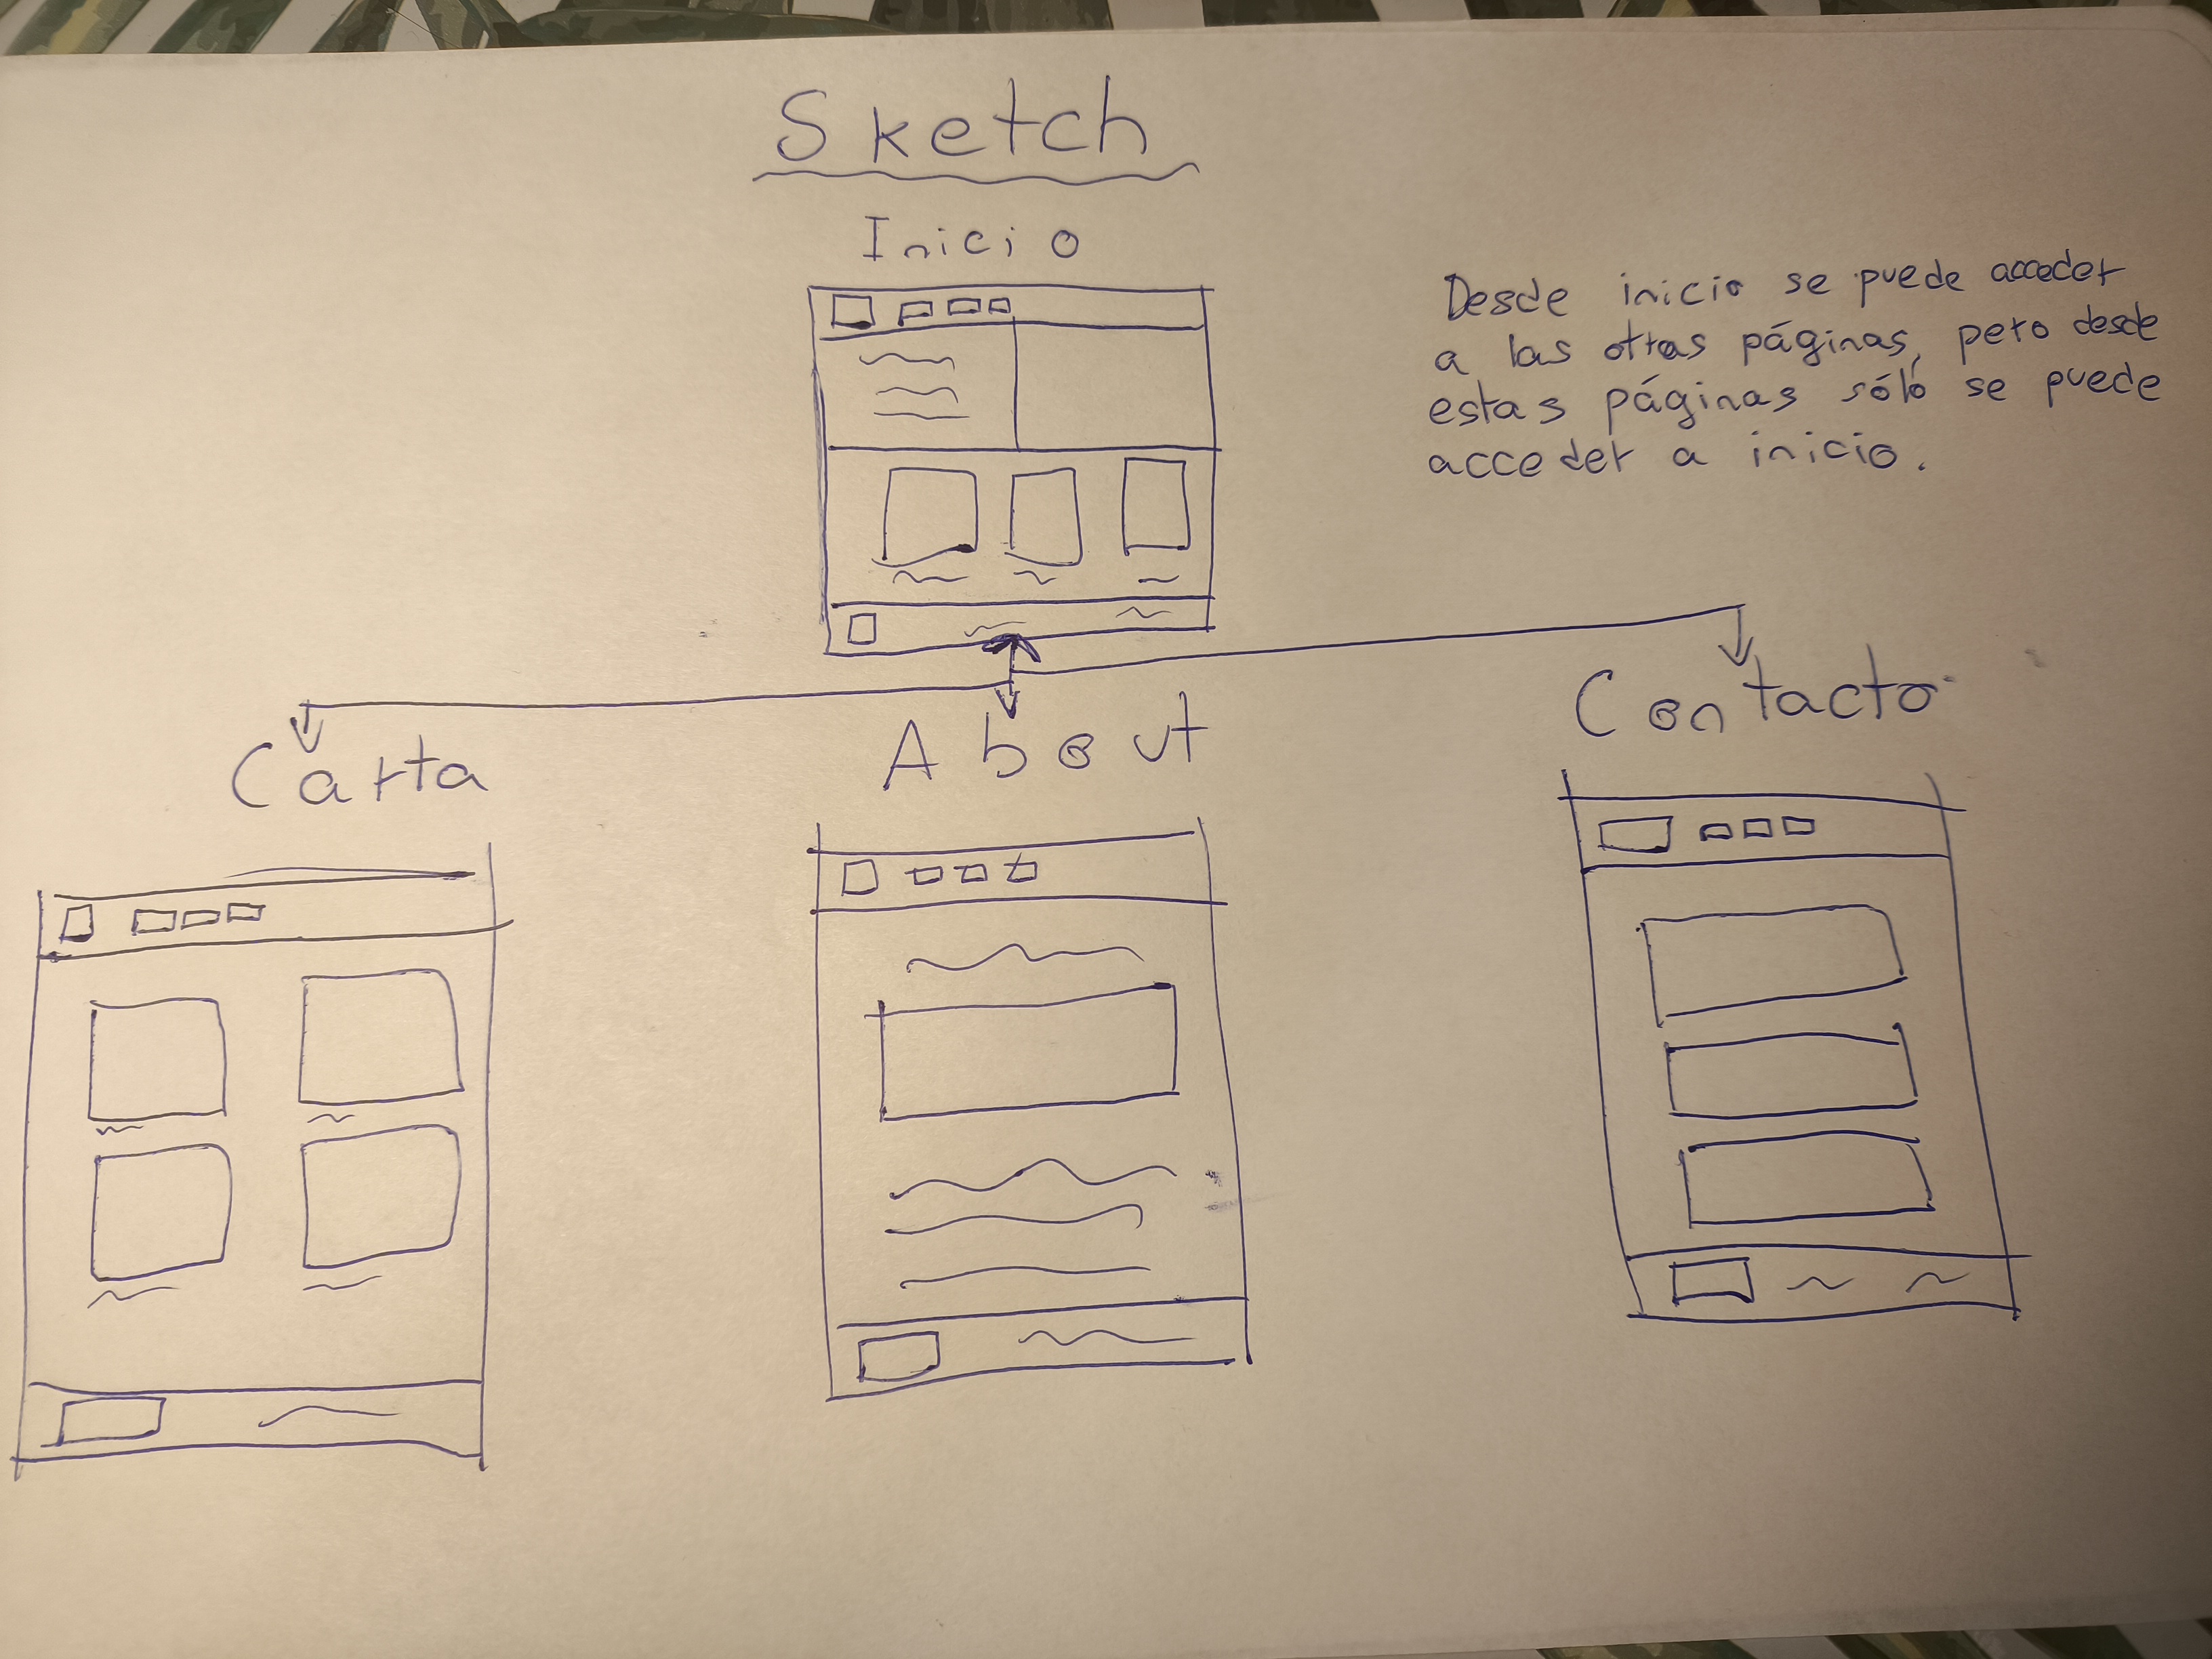 Sketch
Inicio
Desde inicio se puede acceder
a las otras páginas, pero desde
estas páginas sólo se puede
acceder a inicio.
Carta
About
Contacto